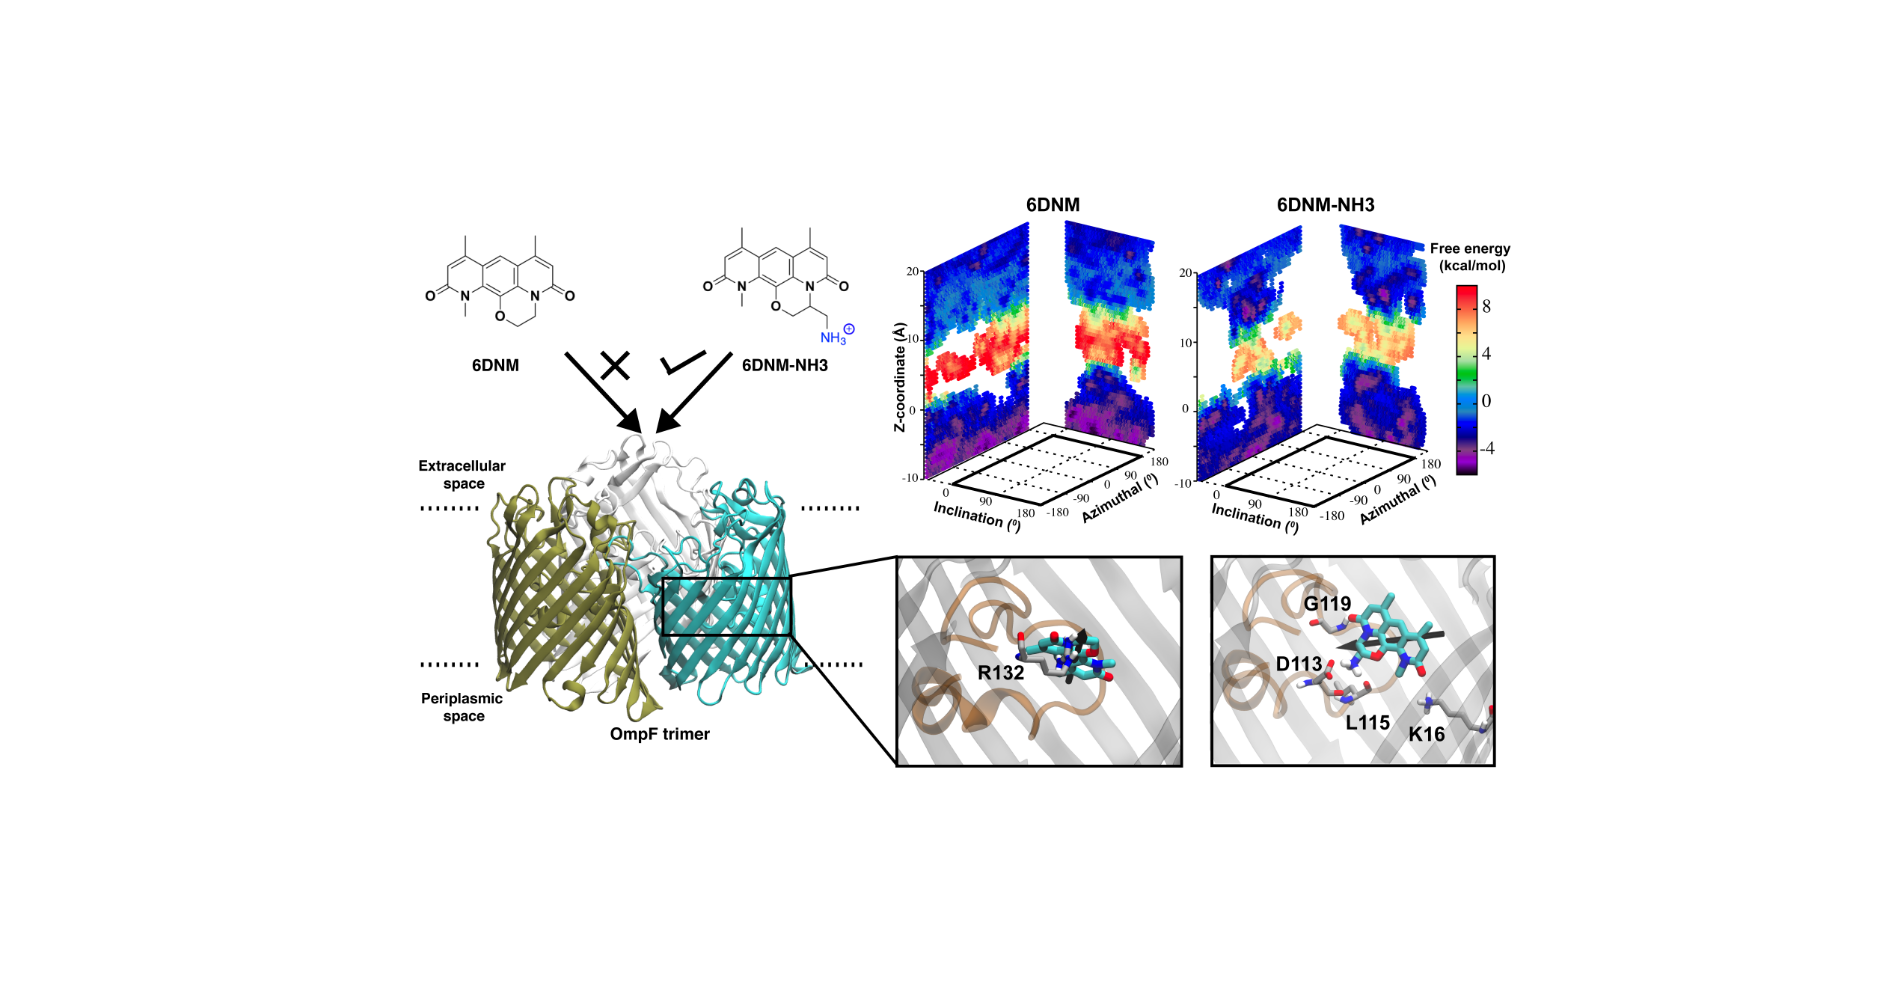 6DNM
6DNM-NH3
Free energy
(kcal/mol)
O
N
N
O
O
O
N
N
O
O
NH3+
6DNM
6DNM-NH3
Z-coordinate (Å)
20
10
0
-10
0
90
180
Inclination (º)
-180
-90
0
90
180
Azimuthal (º)
20
10
0
-10
0
90
180
Inclination (º)
-180
-90
0
90
180
Azimuthal (º)
8
4
0
-4
Extracellular
space
Periplasmic
space
OmpF trimer
R132
G119
D113
L115
K16